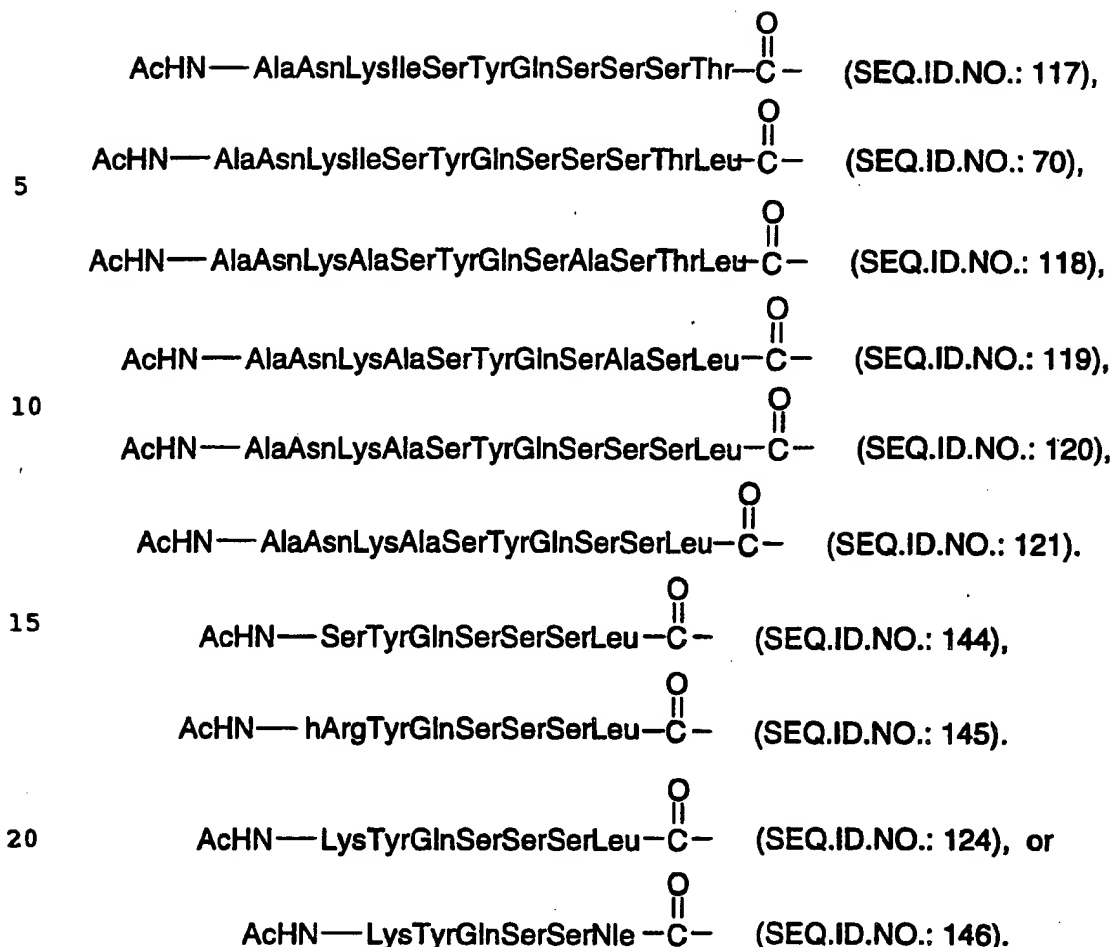 O
AcHN—AlaAsnLysIleSerTyrGlnSerSerSerThr–C– (SEQ.ID.NO.: 117),
O
AcHN—AlaAsnLysIleSerTyrGlnSerSerSerThrLeu–C– (SEQ.ID.NO.: 70),
5
O
AcHN—AlaAsnLysAlaSerTyrGlnSerAlaSerThrLeu–C– (SEQ.ID.NO.: 118),
O
AcHN—AlaAsnLysAlaSerTyrGlnSerAlaSerLeu–C– (SEQ.ID.NO.: 119),
10
O
AcHN—AlaAsnLysAlaSerTyrGlnSerSerSerLeu–C– (SEQ.ID.NO.: 120),
O
AcHN—AlaAsnLysAlaSerTyrGlnSerSerLeu–C– (SEQ.ID.NO.: 121).
O
15
AcHN—SerTyrGlnSerSerSerLeu–C– (SEQ.ID.NO.: 144),
O
AcHN—hArgTyrGlnSerSerSerLeu–C– (SEQ.ID.NO.: 145).
O
20 AcHN—LysTyrGlnSerSerSerLeu–C– (SEQ.ID.NO.: 124), or
O
AcHN—LysTyrGlnSerSerNle–C– (SEQ.ID.NO.: 146).